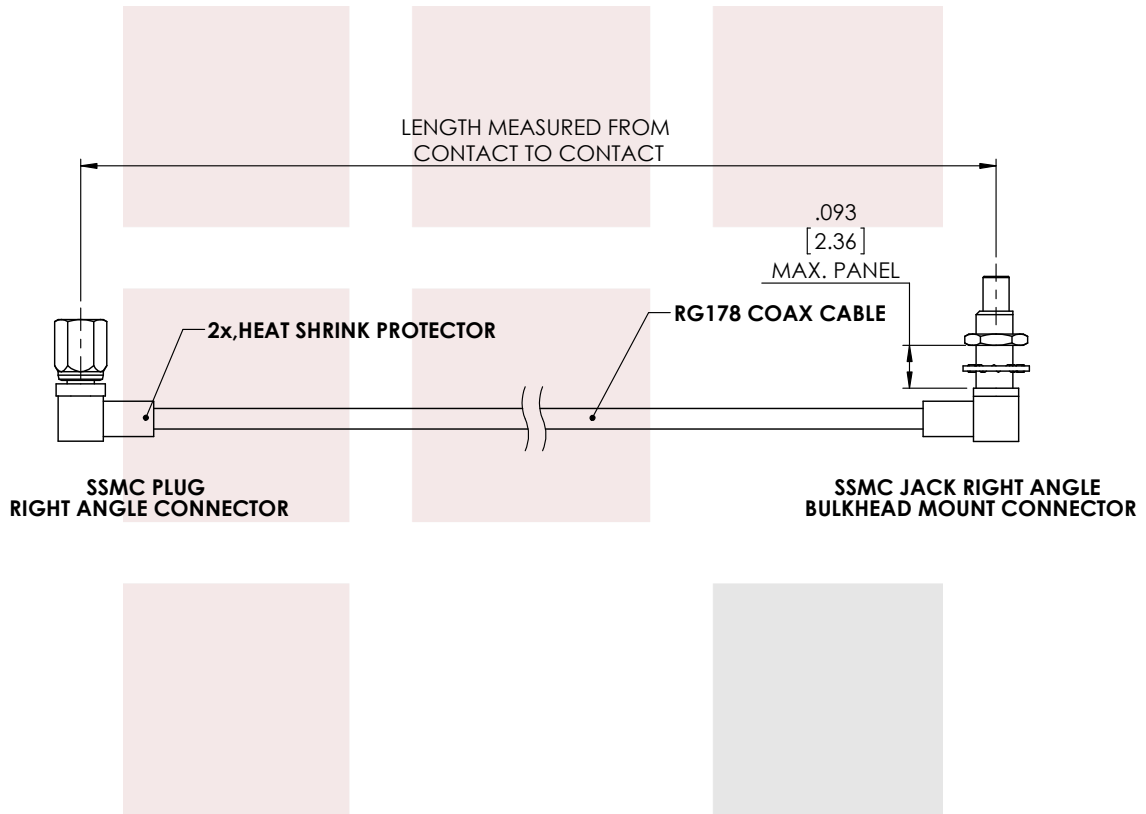 LENGTH MEASURED FROM
CONTACT TO CONTACT
.093
[2.36]
MAX. PANEL
2x,HEAT SHRINK PROTECTOR
RG178 COAX CABLE
SSMC PLUG
RIGHT ANGLE CONNECTOR
SSMC JACK RIGHT ANGLE
BULKHEAD MOUNT CONNECTOR